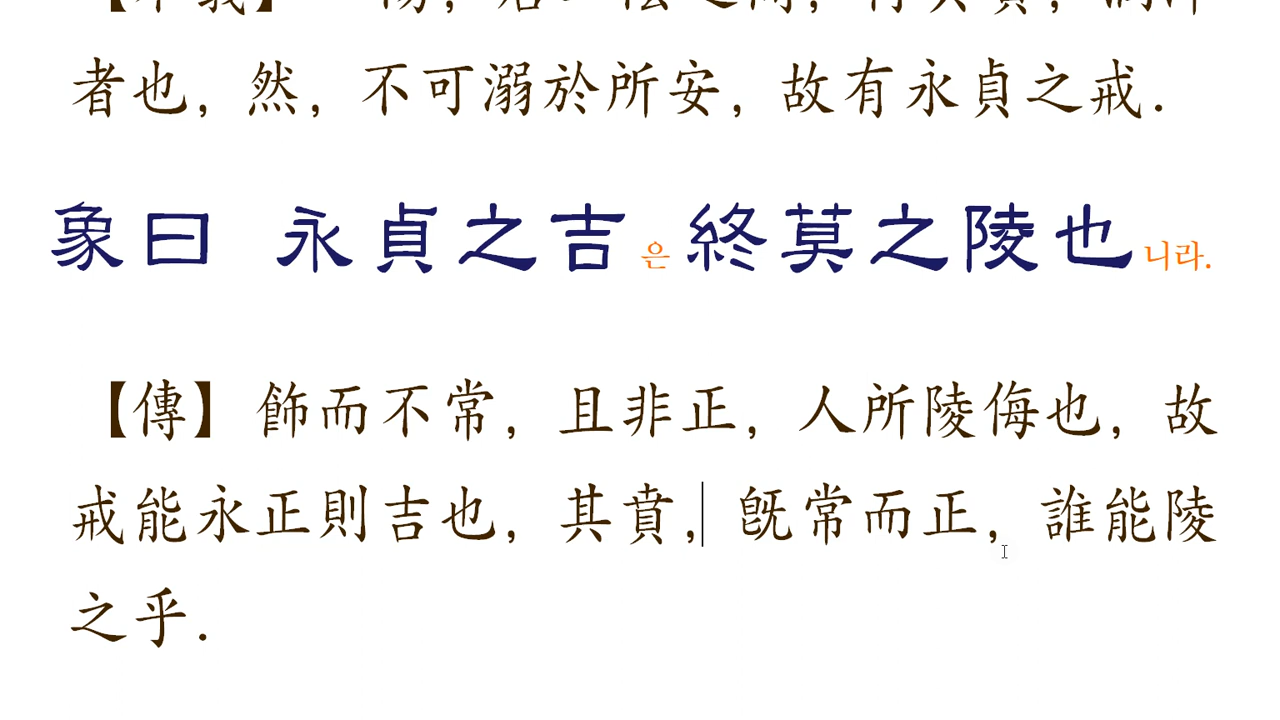 者也, 然, 不可溺於所安, 故有永貞之戒.
象曰 永貞之吉은 終莫之陵也니라.
【傳】 飾而不常, 且非正, 人所陵侮也, 故
戒能永正則吉也, 其賁, 旣常而正, 誰能陵
之乎.